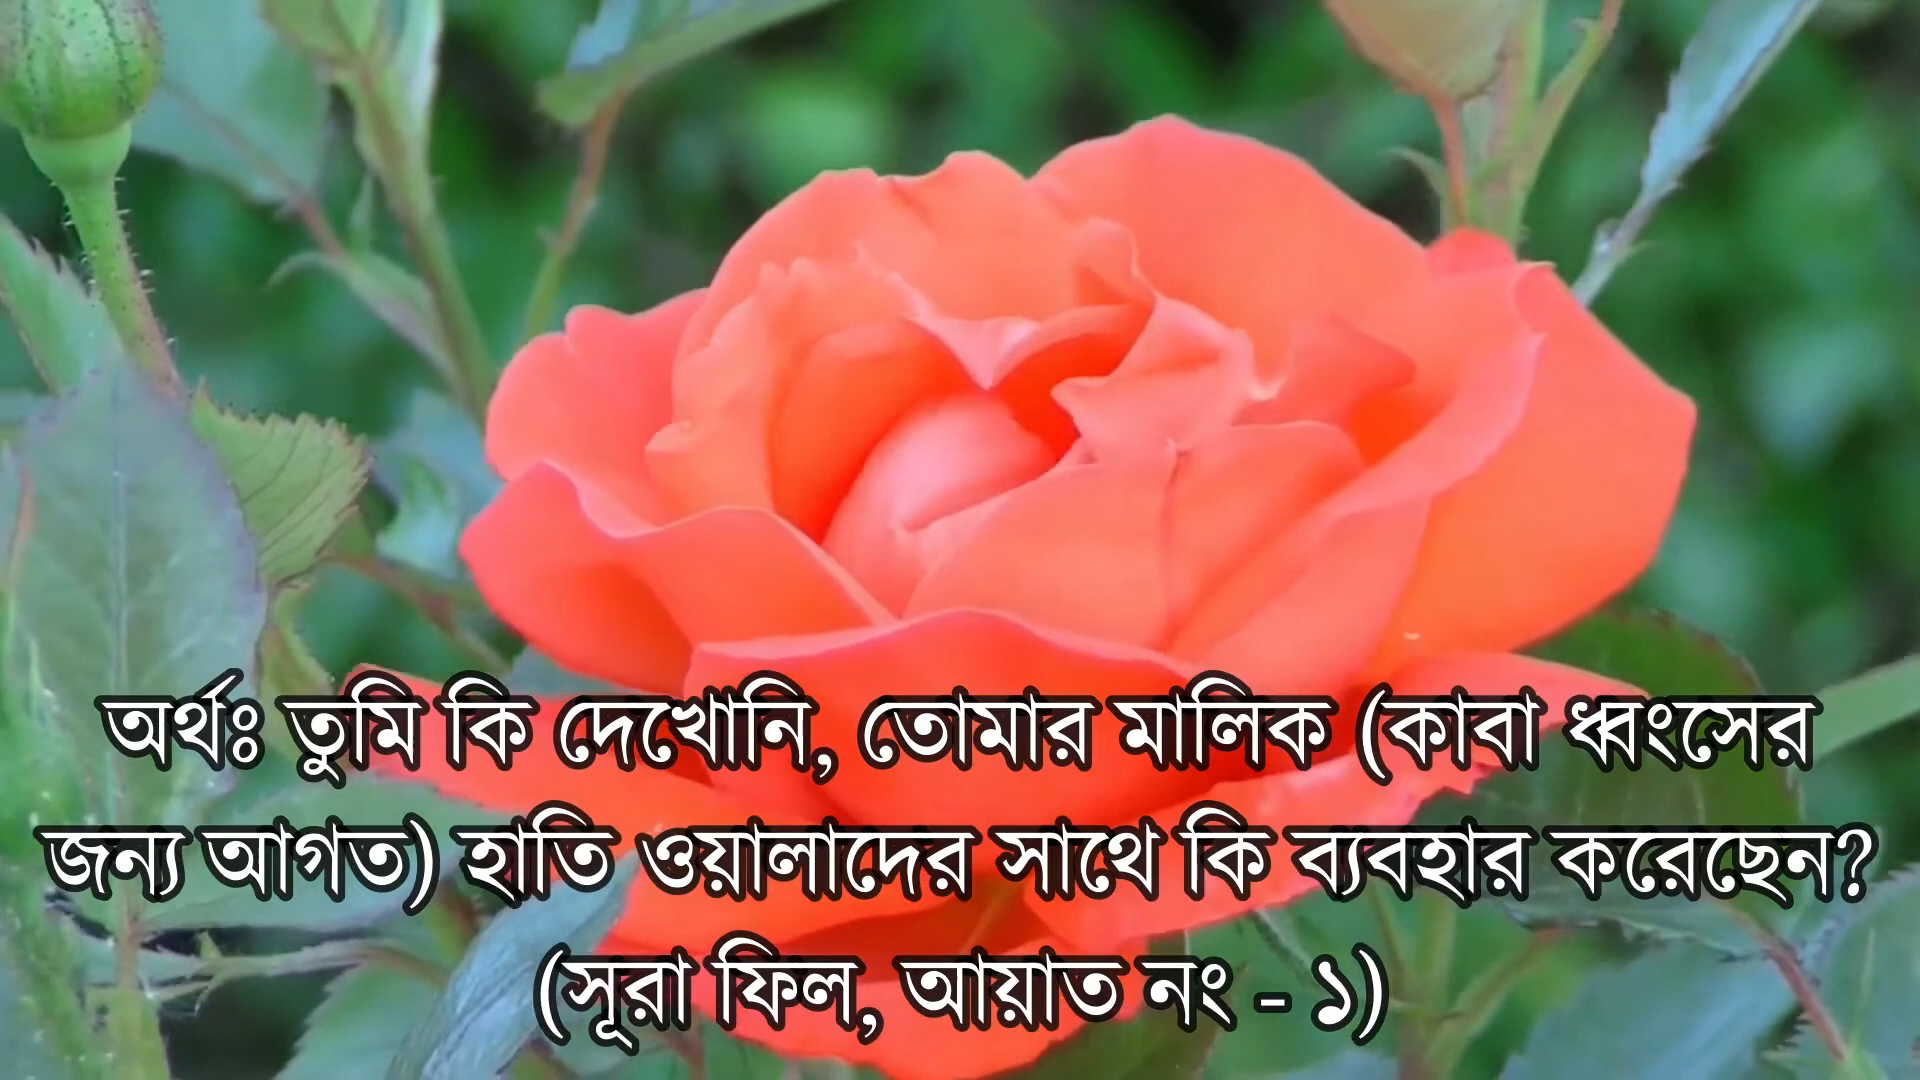 অর্থঃ তুমি কি দেখোনি, তোমার মালিক (কাবা ধ্বংসের
জন্য আগত) হাতি ওয়ালাদের সাথে কি ব্যবহার করেছেন?
(সূরা ফিল, আয়াত নং - ১)